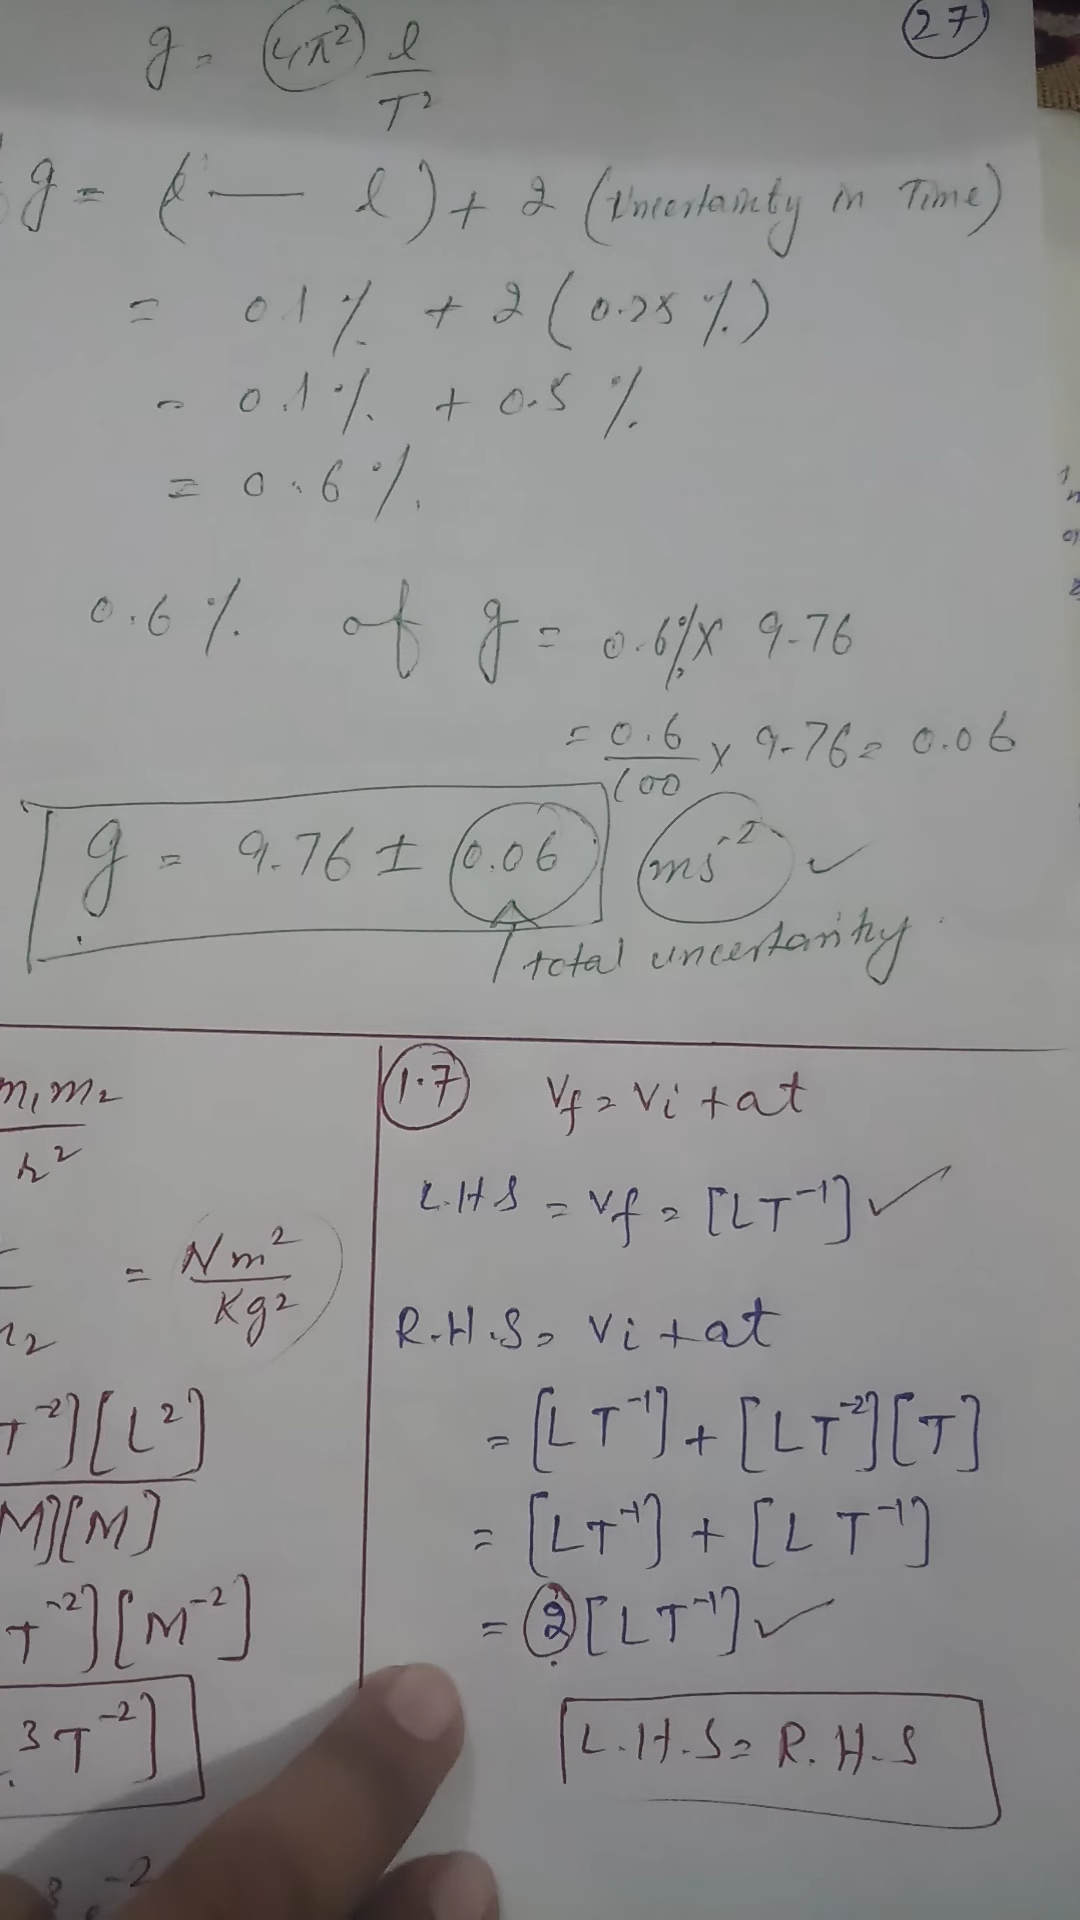 27
g = 4π² l
T²
g = (l — l) + 2 (Uncertainty in Time)
= 0.1% + 2 (0.25%)
= 0.1% + 0.5%
= 0.6%.
0.6% of g = 0.6% x 9.76
= 0.6/100 x 9.76 = 0.06
g = 9.76 ± 0.06 ms⁻²
total uncertainity
m₁m₂
r²
= Nm²
Kg²
T⁻²][L²]
M][M]
T⁻²][M⁻²]
3T⁻²]
1.7 Vf = Vi + at
L.H.S = Vf = [LT⁻¹]
R.H.S = Vi + at
= [LT⁻¹] + [LT⁻²][T]
= [LT⁻¹] + [LT⁻¹]
= 2[LT⁻¹]
L.H.S = R.H.S